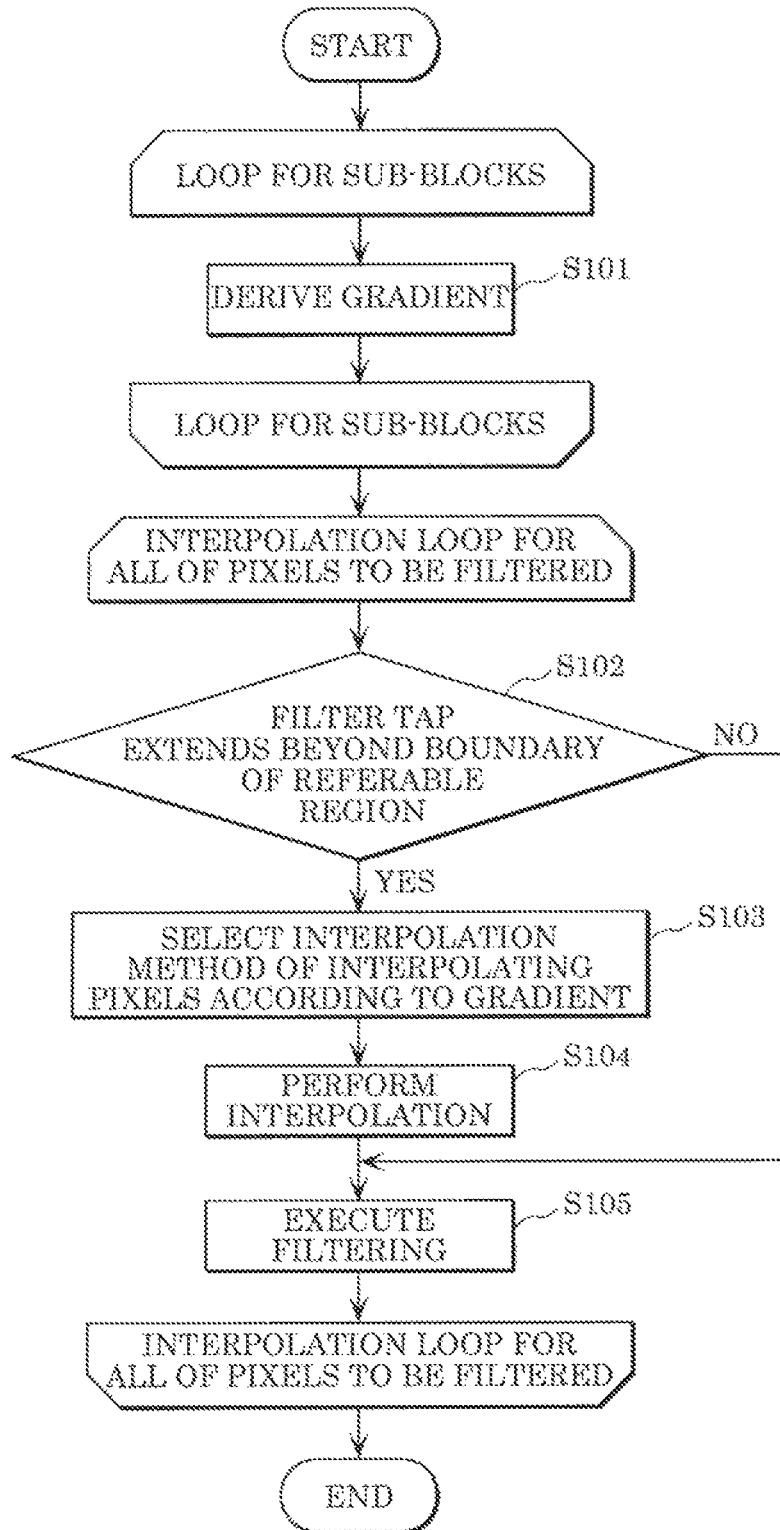 START
LOOP FOR SUB-BLOCKS
S101
DERIVE GRADIENT
LOOP FOR SUB-BLOCKS
INTERPOLATION LOOP FOR
ALL OF PIXELS TO BE FILTERED
S102
FILTER TAP
EXTENDS BEYOND BOUNDARY
OF REFERABLE
REGION
NO
YES
S103
SELECT INTERPOLATION
METHOD OF INTERPOLATING
PIXELS ACCORDING TO GRADIENT
S104
PERFORM
INTERPOLATION
S105
EXECUTE
FILTERING
INTERPOLATION LOOP FOR
ALL OF PIXELS TO BE FILTERED
END